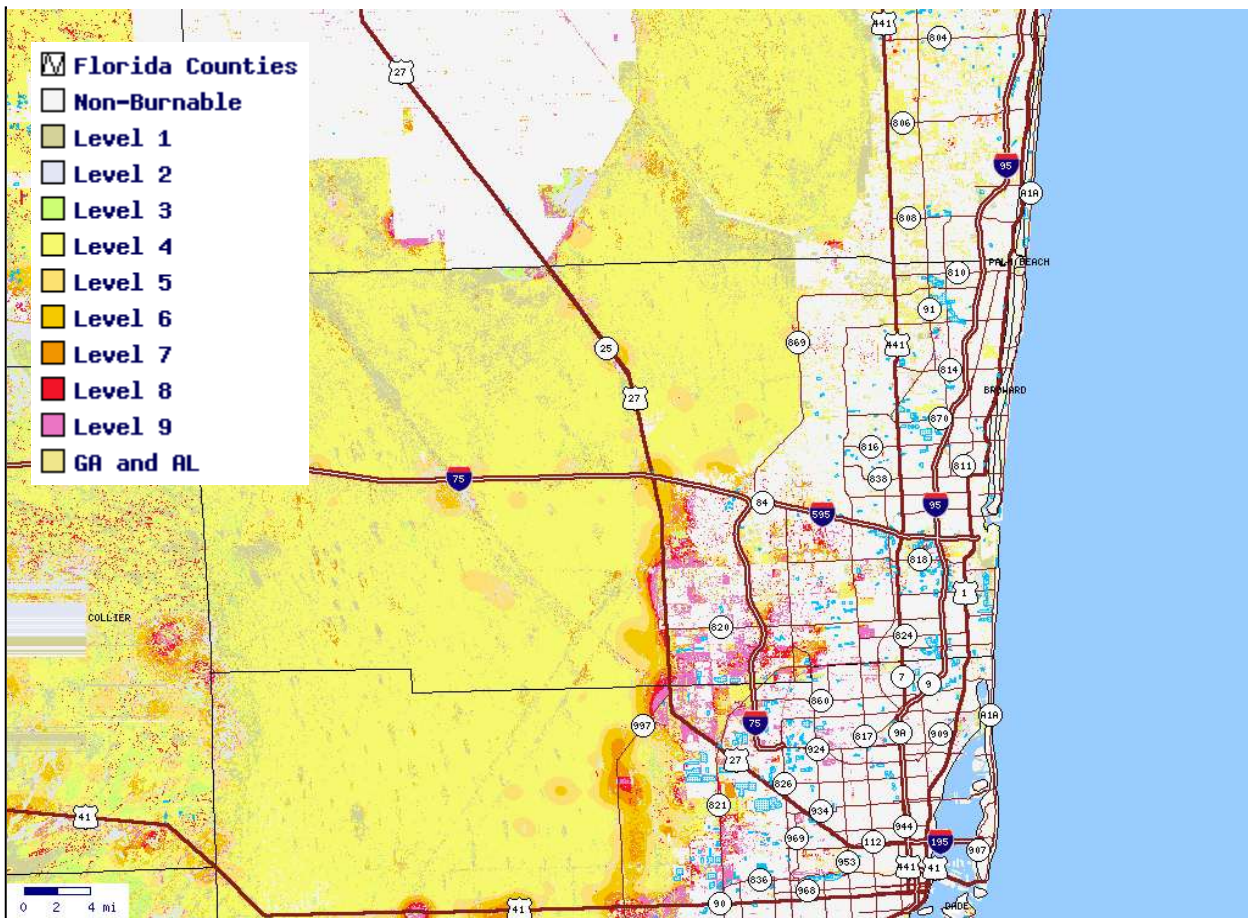 441
804
Florida Counties
27
Non-Burnable
806
Level 1
95
Level 2
A1A
Level 3
808
Level 4
PALM BEACH
810
Level 5
91
Level 6
869
441
25
Level 7
814
Level 8
27
BROWARD
870
Level 9
816
GA and AL
811
75
838
84
95
595
818
1
COLLIER
820
824
7
9
860
997
75
A1A
817
9A
909
924
27
826
821
934
41
944
969
112
195
953
907
441
41
836
968
0 2 4 mi
41
90
DADE